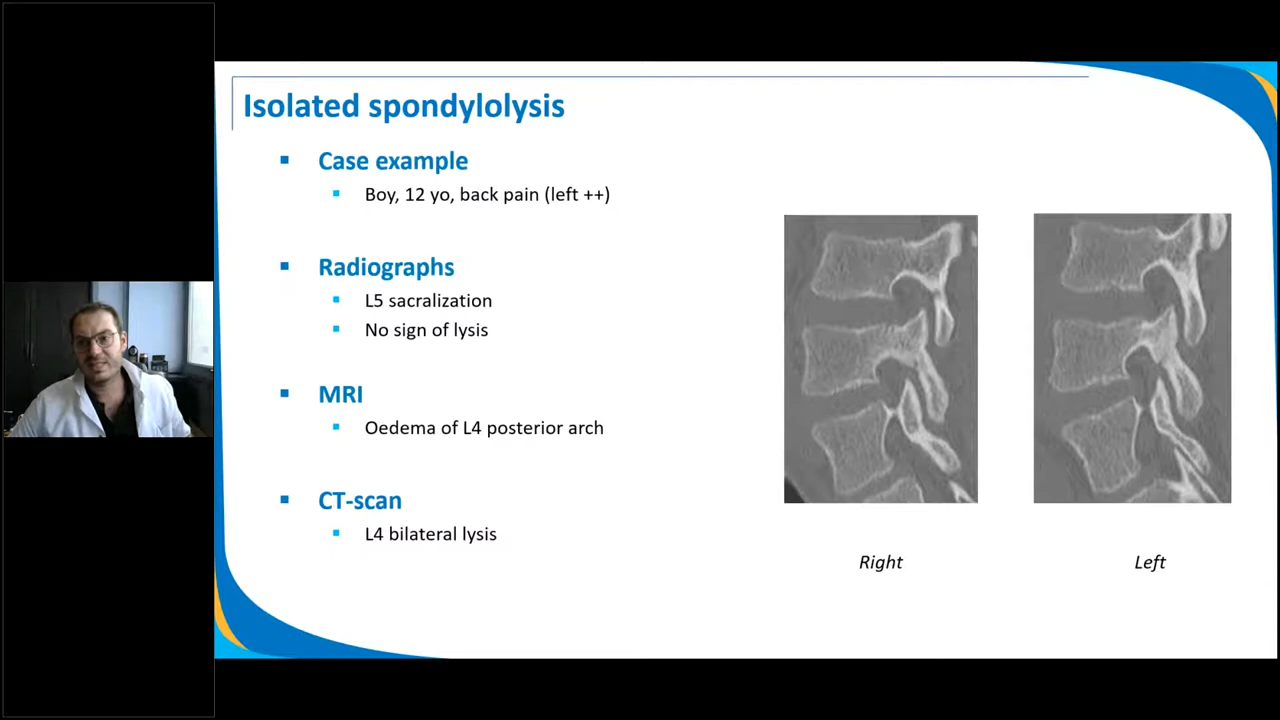 Isolated spondylolysis
Case example
Boy, 12 yo, back pain (left ++)
Radiographs
L5 sacralization
No sign of lysis
MRI
Oedema of L4 posterior arch
CT-scan
L4 bilateral lysis
Right
Left